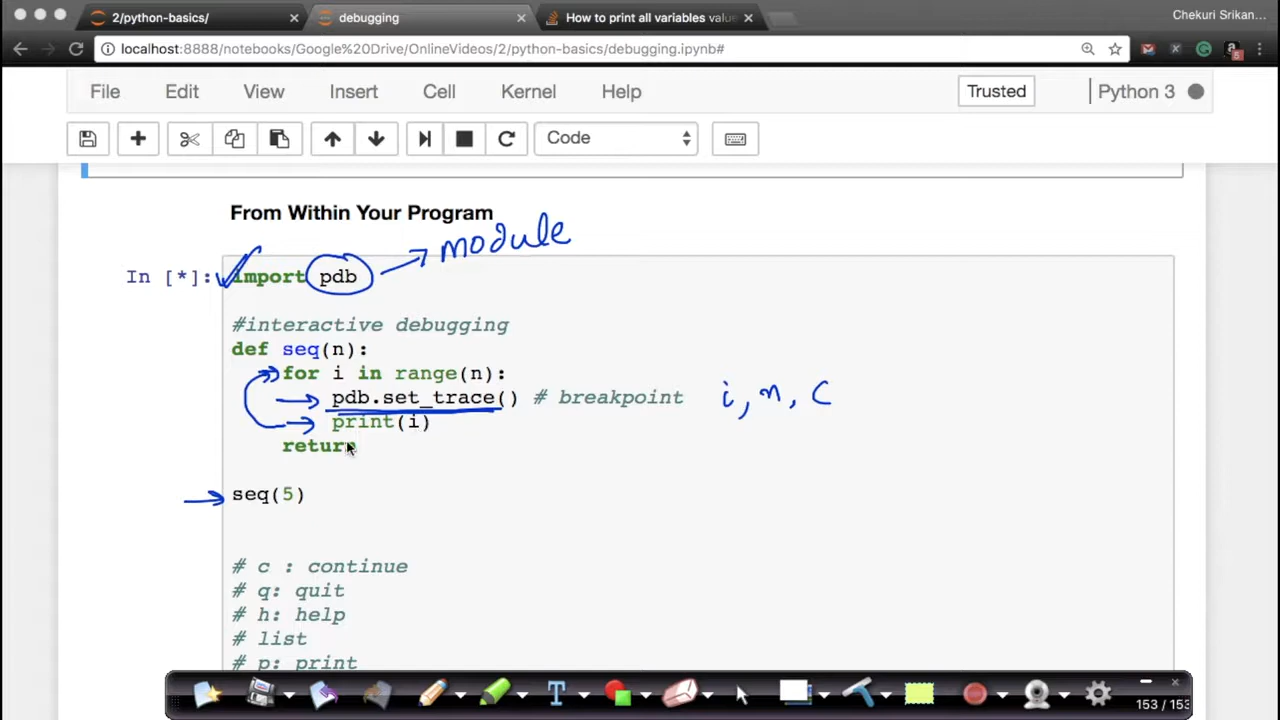 2/python-basics/
debugging
How to print all variables value
Chekuri Srikan...
localhost:8888/notebooks/Google%20Drive/OnlineVideos/2/python-basics/debugging.ipynb#
File Edit View Insert Cell Kernel Help
Trusted
Python 3
Code
From Within Your Program
module
In [*]: import pdb
#interactive debugging
def seq(n):
for i in range(n):
pdb.set_trace() # breakpoint
i, n, c
print(i)
return
seq(5)
# c : continue
# q: quit
# h: help
# list
# p: print
153 / 153